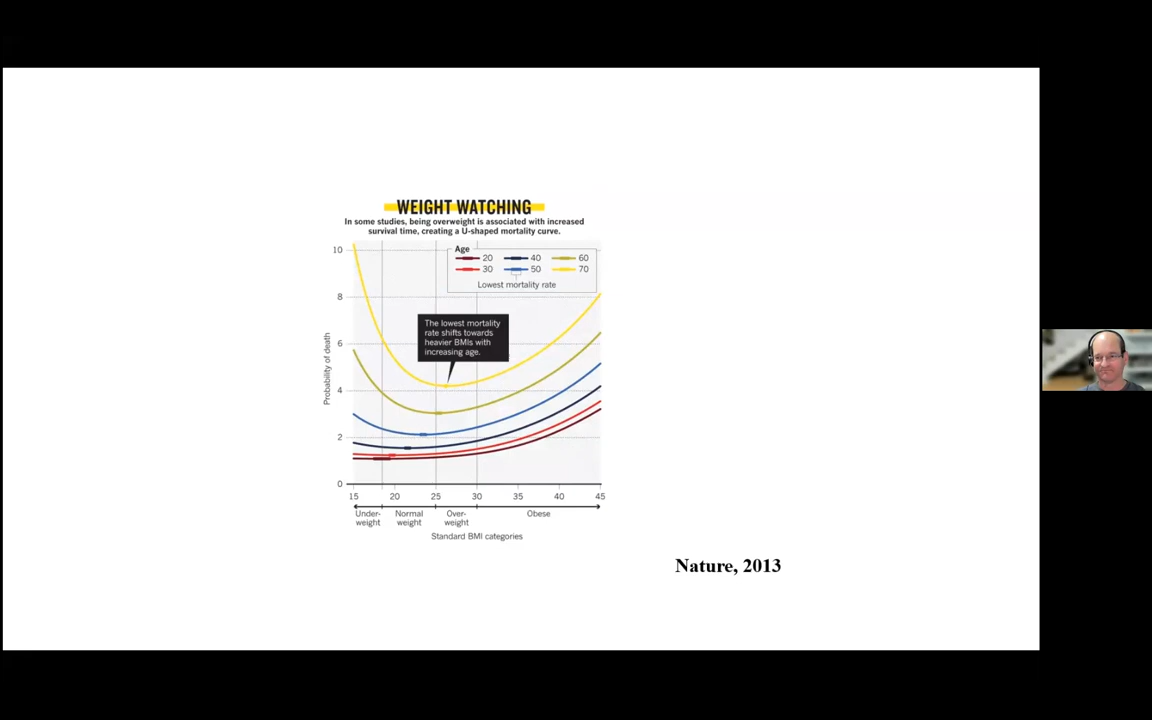 WEIGHT WATCHING
In some studies, being overweight is associated with increased
survival time, creating a U-shaped mortality curve.
Age
20 40 60
30 50 70
Lowest mortality rate
The lowest mortality
rate shifts towards
heavier BMIs with
increasing age.
Probability of death
10
8
6
4
2
0
15 20 25 30 35 40 45
Under-
weight
Normal
weight
Over-
weight
Obese
Standard BMI categories
Nature, 2013